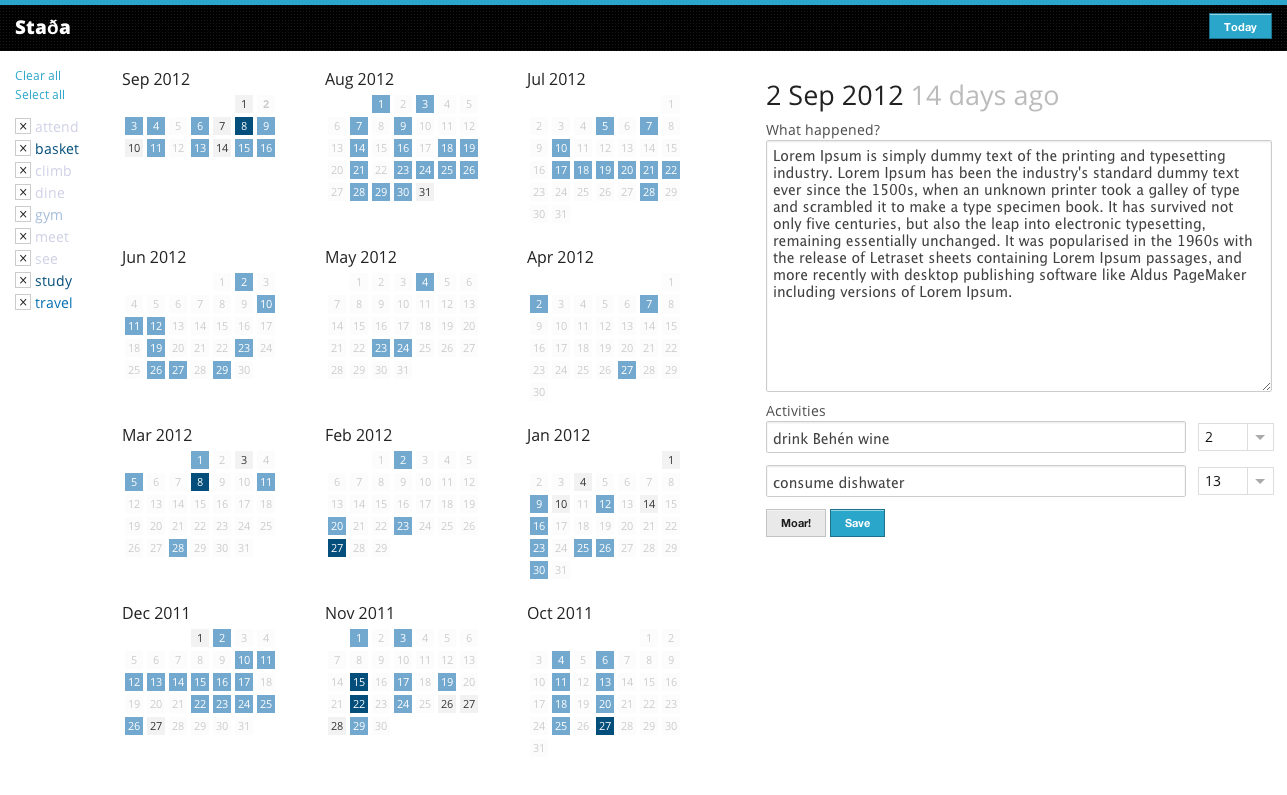 Staða
Today
Clear all
Select all
× attend
× basket
× climb
× dine
× gym
× meet
× see
× study
× travel
Sep 2012
1 2
3 4 5 6 7 8 9
10 11 12 13 14 15 16
Aug 2012
1 2 3 4 5
6 7 8 9 10 11 12
13 14 15 16 17 18 19
20 21 22 23 24 25 26
27 28 29 30 31
Jul 2012
1
2 3 4 5 6 7 8
9 10 11 12 13 14 15
16 17 18 19 20 21 22
23 24 25 26 27 28 29
30 31
Jun 2012
1 2 3
4 5 6 7 8 9 10
11 12 13 14 15 16 17
18 19 20 21 22 23 24
25 26 27 28 29 30
May 2012
1 2 3 4 5 6
7 8 9 10 11 12 13
14 15 16 17 18 19 20
21 22 23 24 25 26 27
28 29 30 31
Apr 2012
1
2 3 4 5 6 7 8
9 10 11 12 13 14 15
16 17 18 19 20 21 22
23 24 25 26 27 28 29
30
Mar 2012
1 2 3 4
5 6 7 8 9 10 11
12 13 14 15 16 17 18
19 20 21 22 23 24 25
26 27 28 29 30 31
Feb 2012
1 2 3 4 5
6 7 8 9 10 11 12
13 14 15 16 17 18 19
20 21 22 23 24 25 26
27 28 29
Jan 2012
1
2 3 4 5 6 7 8
9 10 11 12 13 14 15
16 17 18 19 20 21 22
23 24 25 26 27 28 29
30 31
Dec 2011
1 2 3 4
5 6 7 8 9 10 11
12 13 14 15 16 17 18
19 20 21 22 23 24 25
26 27 28 29 30 31
Nov 2011
1 2 3 4 5 6
7 8 9 10 11 12 13
14 15 16 17 18 19 20
21 22 23 24 25 26 27
28 29 30
Oct 2011
1 2
3 4 5 6 7 8 9
10 11 12 13 14 15 16
17 18 19 20 21 22 23
24 25 26 27 28 29 30
31
2 Sep 2012 14 days ago
What happened?
Lorem Ipsum is simply dummy text of the printing and typesetting
industry. Lorem Ipsum has been the industry's standard dummy text
ever since the 1500s, when an unknown printer took a galley of type
and scrambled it to make a type specimen book. It has survived not
only five centuries, but also the leap into electronic typesetting,
remaining essentially unchanged. It was popularised in the 1960s with
the release of Letraset sheets containing Lorem Ipsum passages, and
more recently with desktop publishing software like Aldus PageMaker
including versions of Lorem Ipsum.
Activities
drink Behén wine 2
consume dishwater 13
Moar! Save